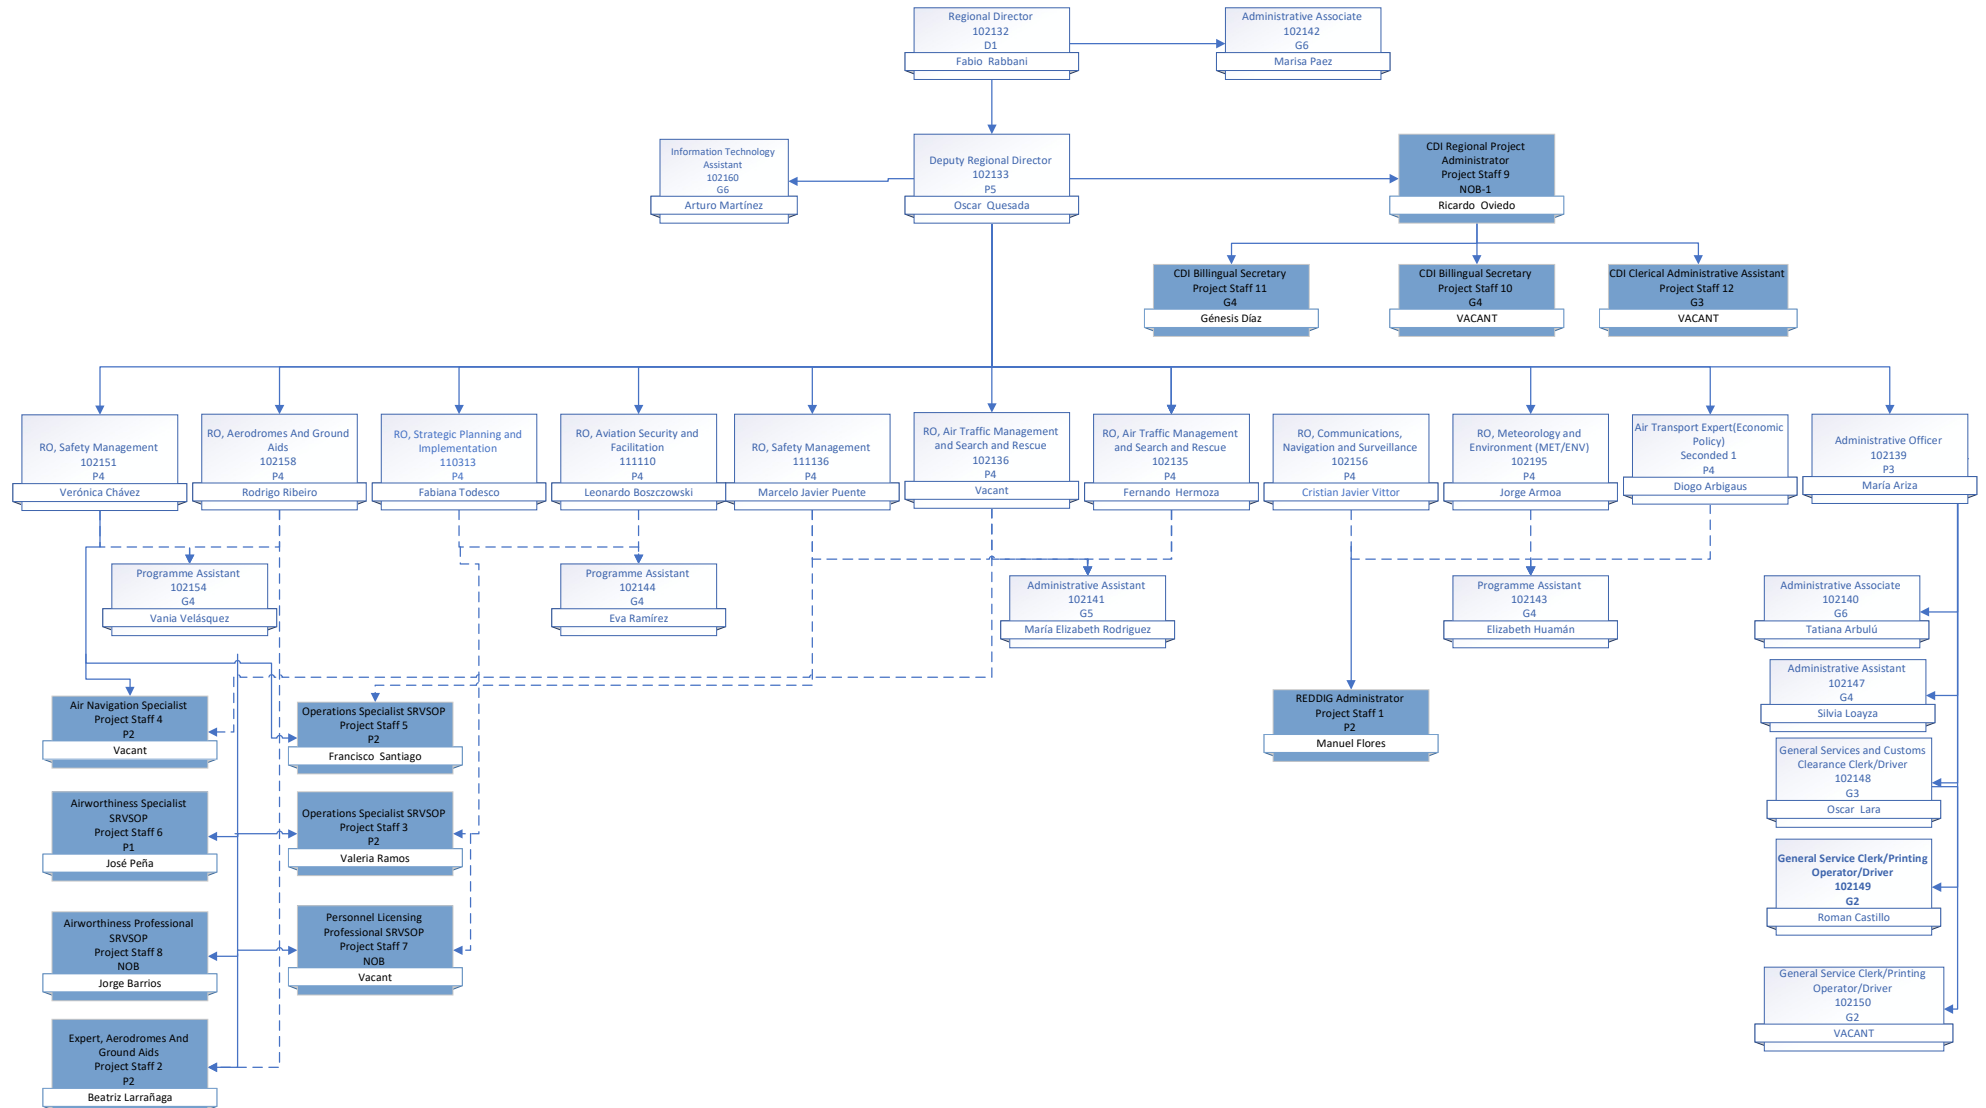 Regional Director
102132
D1
Fabio Rabbani
Administrative Associate
102142
G6
Marisa Paez
Information Technology
Assistant
102160
G6
Arturo Martínez
Deputy Regional Director
102133
P5
Oscar Quesada
CDI Regional Project
Administrator
Project Staff 9
NOB-1
Ricardo Oviedo
CDI Billingual Secretary
Project Staff 11
G4
Génesis Díaz
CDI Billingual Secretary
Project Staff 10
G4
VACANT
CDI Clerical Administrative Assistant
Project Staff 12
G3
VACANT
RO, Safety Management
102151
P4
Verónica Chávez
RO, Aerodromes And Ground
Aids
102158
P4
Rodrigo Ribeiro
RO, Strategic Planning and
Implementation
110313
P4
Fabiana Todesco
RO, Aviation Security and
Facilitation
111110
P4
Leonardo Boszczowski
RO, Safety Management
111136
P4
Marcelo Javier Puente
RO, Air Traffic Management
and Search and Rescue
102136
P4
Vacant
RO, Air Traffic Management
and Search and Rescue
102135
P4
Fernando Hermoza
RO, Communications,
Navigation and Surveillance
102156
P4
Cristian Javier Vittor
RO, Meteorology and
Environment (MET/ENV)
102195
P4
Jorge Armoa
Air Transport Expert(Economic
Policy)
Seconded 1
P4
Diogo Arbigaus
Administrative Officer
102139
P3
María Ariza
Programme Assistant
102154
G4
Vania Velásquez
Programme Assistant
102144
G4
Eva Ramírez
Administrative Assistant
102141
G5
María Elizabeth Rodriguez
Programme Assistant
102143
G4
Elizabeth Huamán
Administrative Associate
102140
G6
Tatiana Arbulú
Administrative Assistant
102147
G4
Silvia Loayza
General Services and Customs
Clearance Clerk/Driver
102148
G3
Oscar Lara
General Service Clerk/Printing
Operator/Driver
102149
G2
Roman Castillo
General Service Clerk/Printing
Operator/Driver
102150
G2
VACANT
Air Navigation Specialist
Project Staff 4
P2
Vacant
Operations Specialist SRVSOP
Project Staff 5
P2
Francisco Santiago
REDDIG Administrator
Project Staff 1
P2
Manuel Flores
Airworthiness Specialist
SRVSOP
Project Staff 6
P1
José Peña
Operations Specialist SRVSOP
Project Staff 3
P2
Valeria Ramos
Airworthiness Professional
SRVSOP
Project Staff 8
NOB
Jorge Barrios
Personnel Licensing
Professional SRVSOP
Project Staff 7
NOB
Vacant
Expert, Aerodromes And
Ground Aids
Project Staff 2
P2
Beatriz Larrañaga